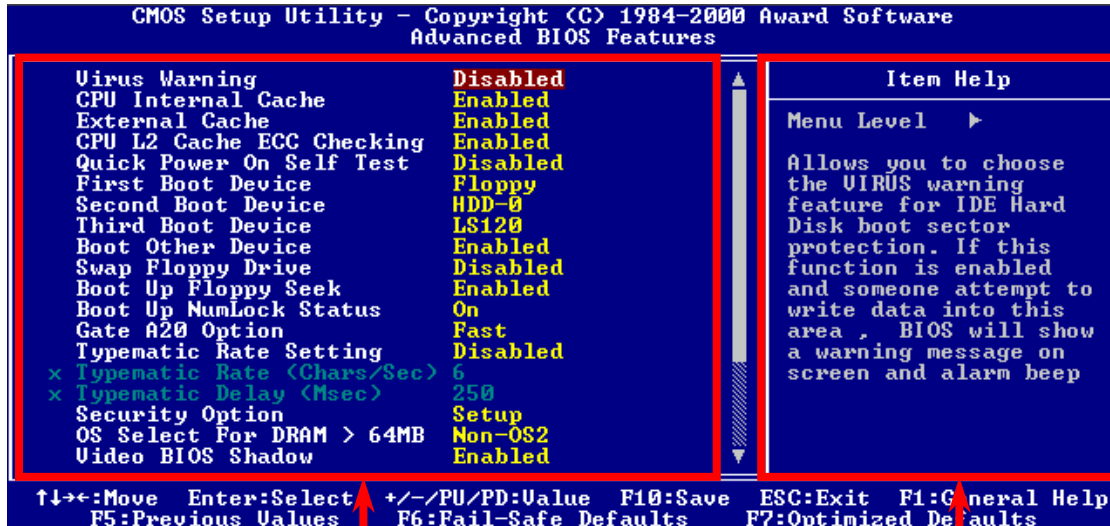 CMOS Setup Utility – Copyright (C) 1984–2000 Award Software
Advanced BIOS Features
Virus Warning Disabled
CPU Internal Cache Enabled
External Cache Enabled
CPU L2 Cache ECC Checking Enabled
Quick Power On Self Test Disabled
First Boot Device Floppy
Second Boot Device HDD-0
Third Boot Device LS120
Boot Other Device Enabled
Swap Floppy Drive Disabled
Boot Up Floppy Seek Enabled
Boot Up NumLock Status On
Gate A20 Option Fast
Typematic Rate Setting Disabled
x Typematic Rate (Chars/Sec) 6
x Typematic Delay (Msec) 250
Security Option Setup
OS Select For DRAM > 64MB Non-OS2
Video BIOS Shadow Enabled
Item Help
Menu Level ►
Allows you to choose
the VIRUS warning
feature for IDE Hard
Disk boot sector
protection. If this
function is enabled
and someone attempt to
write data into this
area , BIOS will show
a warning message on
screen and alarm beep
↑↓→←:Move Enter:Select +/-/PU/PD:Value F10:Save ESC:Exit F1:General Help
F5:Previous Values F6:Fail-Safe Defaults F7:Optimized Defaults